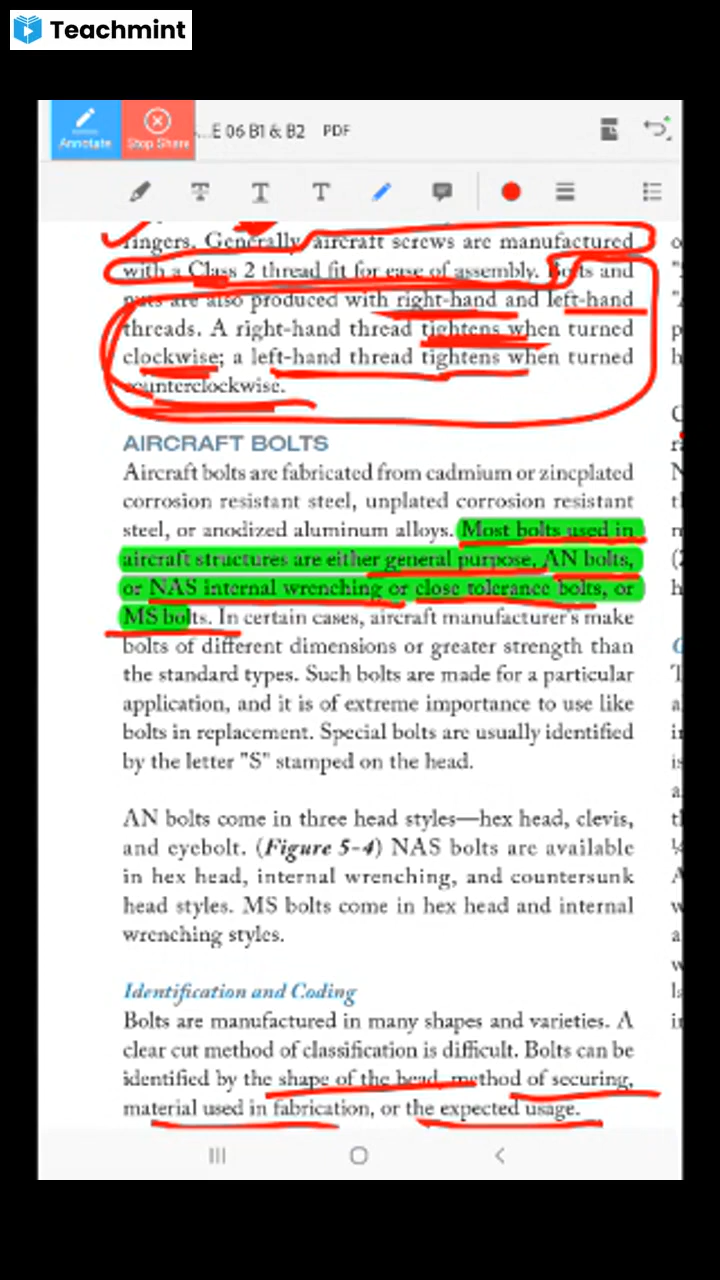 Teachmint
Annotate
Stop Share
...E 06 B1 & B2 PDF
fingers. Generally aircraft screws are manufactured
with a Class 2 thread fit for ease of assembly. Bolts and
nuts are also produced with right-hand and left-hand
threads. A right-hand thread tightens when turned
clockwise; a left-hand thread tightens when turned
counterclockwise.
AIRCRAFT BOLTS
Aircraft bolts are fabricated from cadmium or zincplated
corrosion resistant steel, unplated corrosion resistant
steel, or anodized aluminum alloys. Most bolts used in
aircraft structures are either general purpose, AN bolts,
or NAS internal wrenching or close tolerance bolts, or
MS bolts. In certain cases, aircraft manufacturer's make
bolts of different dimensions or greater strength than
the standard types. Such bolts are made for a particular
application, and it is of extreme importance to use like
bolts in replacement. Special bolts are usually identified
by the letter "S" stamped on the head.
AN bolts come in three head styles—hex head, clevis,
and eyebolt. (Figure 5-4) NAS bolts are available
in hex head, internal wrenching, and countersunk
head styles. MS bolts come in hex head and internal
wrenching styles.
Identification and Coding
Bolts are manufactured in many shapes and varieties. A
clear cut method of classification is difficult. Bolts can be
identified by the shape of the head, method of securing,
material used in fabrication, or the expected usage.